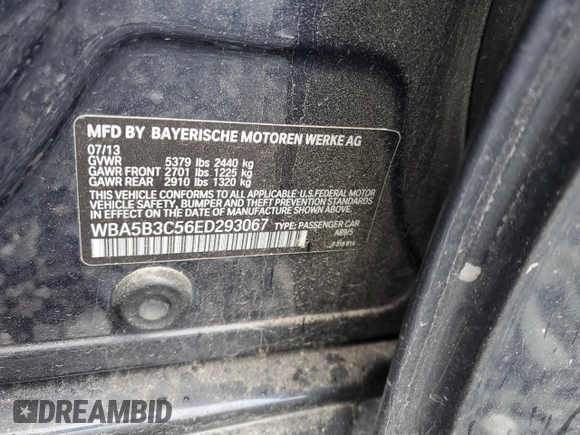 MFD BY BAYERISCHE MOTOREN WERKE AG
07/13
GVWR 5379 lbs 2440 kg
GAWR FRONT 2701 lbs 1225 kg
GAWR REAR 2910 lbs 1320 kg
THIS VEHICLE CONFORMS TO ALL APPLICABLE U.S. FEDERAL MOTOR
VEHICLE SAFETY, BUMPER AND THEFT PREVENTION STANDARDS
IN EFFECT ON THE DATE OF MANUFACTURE SHOWN ABOVE.
WBA5B3C56ED293067 TYPE: PASSENGER CAR
A89/5
DREAMBID